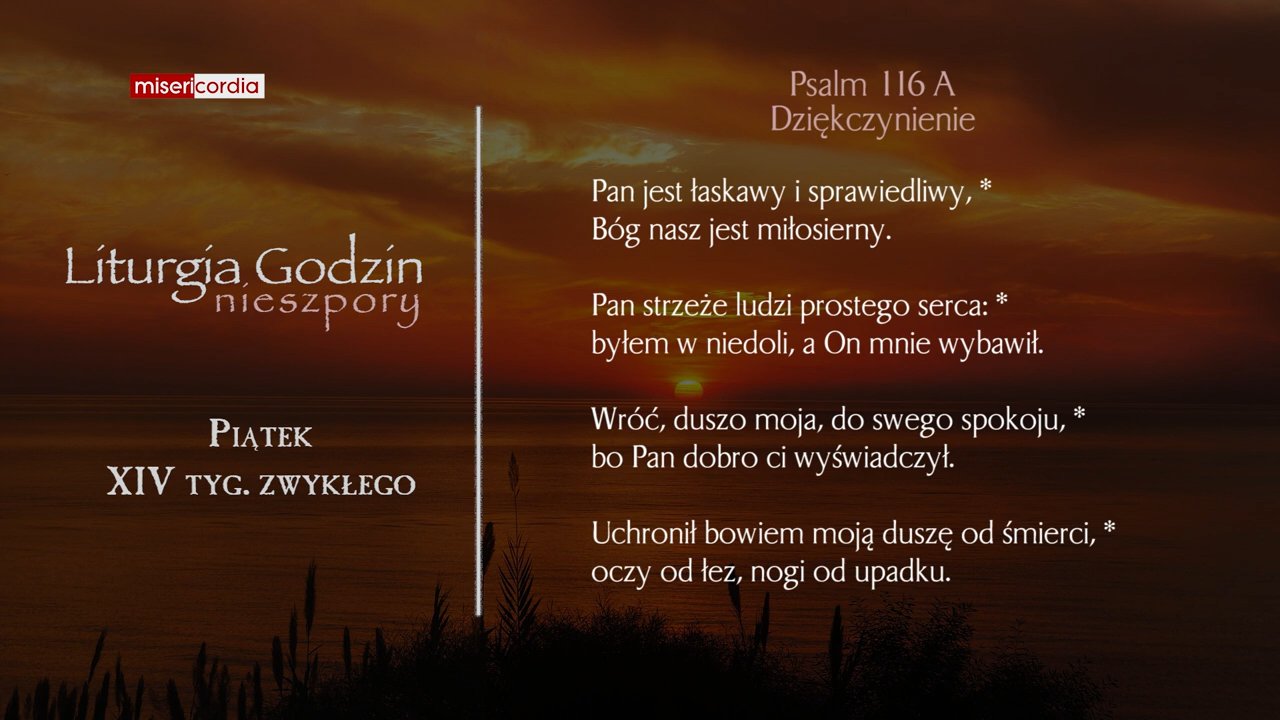 misericordia
Liturgia Godzin
nieszpory
Piątek
XIV tyg. zwykłego
Psalm 116 A
Dziękczynienie
Pan jest łaskawy i sprawiedliwy, *
Bóg nasz jest miłosierny.
Pan strzeże ludzi prostego serca: *
byłem w niedoli, a On mnie wybawił.
Wróć, duszo moja, do swego spokoju, *
bo Pan dobro ci wyświadczył.
Uchronił bowiem moją duszę od śmierci, *
oczy od łez, nogi od upadku.